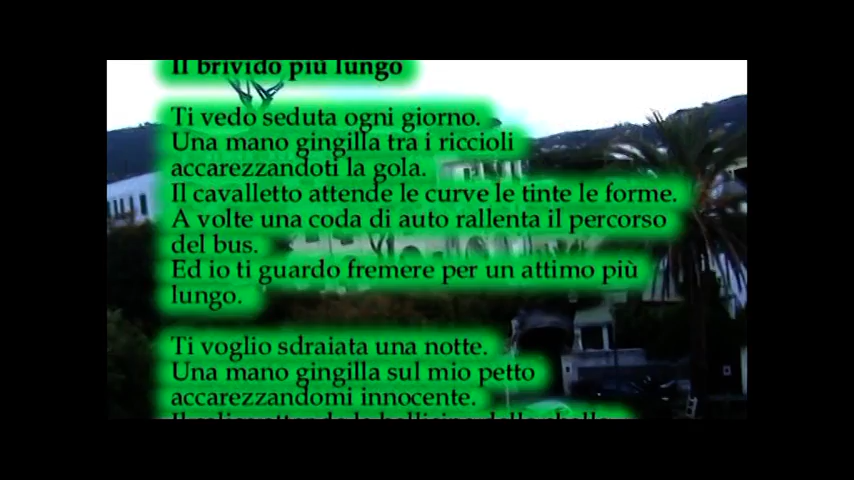 Il brivido più lungo
Ti vedo seduta ogni giorno.
Una mano gingilla tra i riccioli
accarezzandoti la gola.
Il cavalletto attende le curve le tinte le forme.
A volte una coda di auto rallenta il percorso
del bus.
Ed io ti guardo fremere per un attimo più
lungo.
Ti voglio sdraiata una notte.
Una mano gingilla sul mio petto
accarezzandomi innocente.